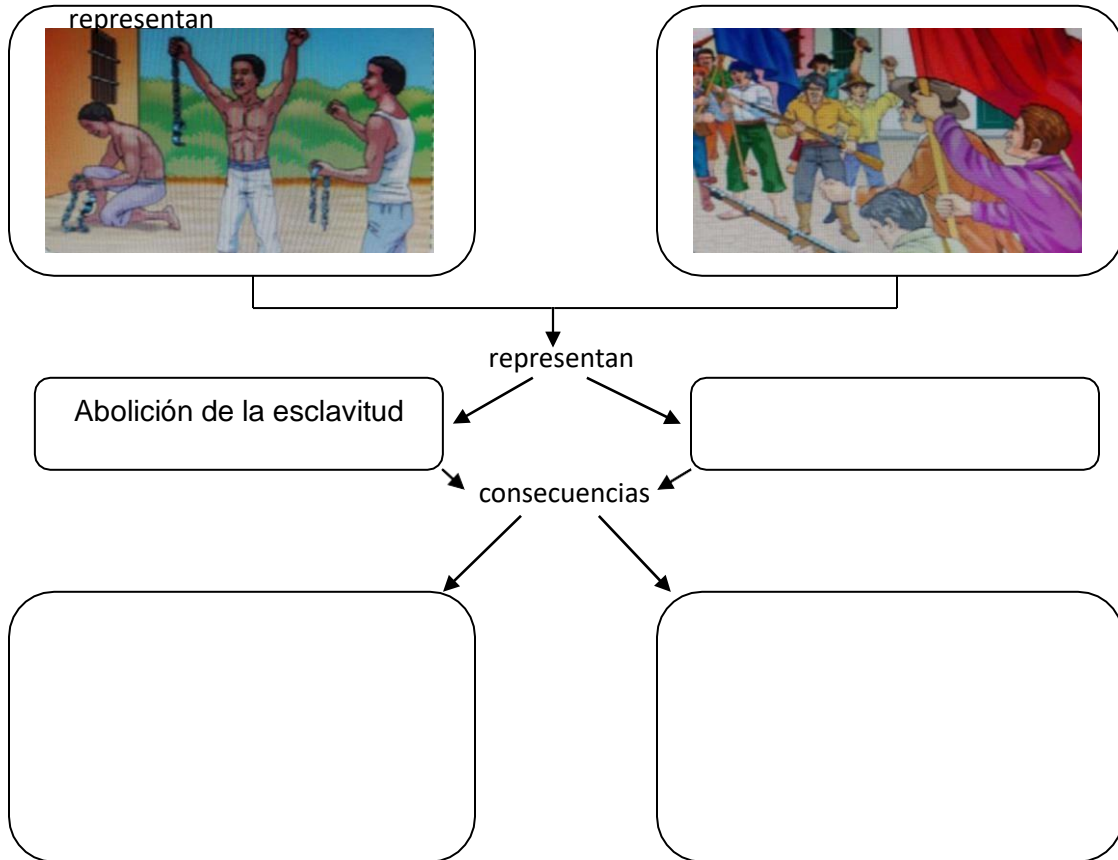 representan
representan
Abolición de la esclavitud
consecuencias